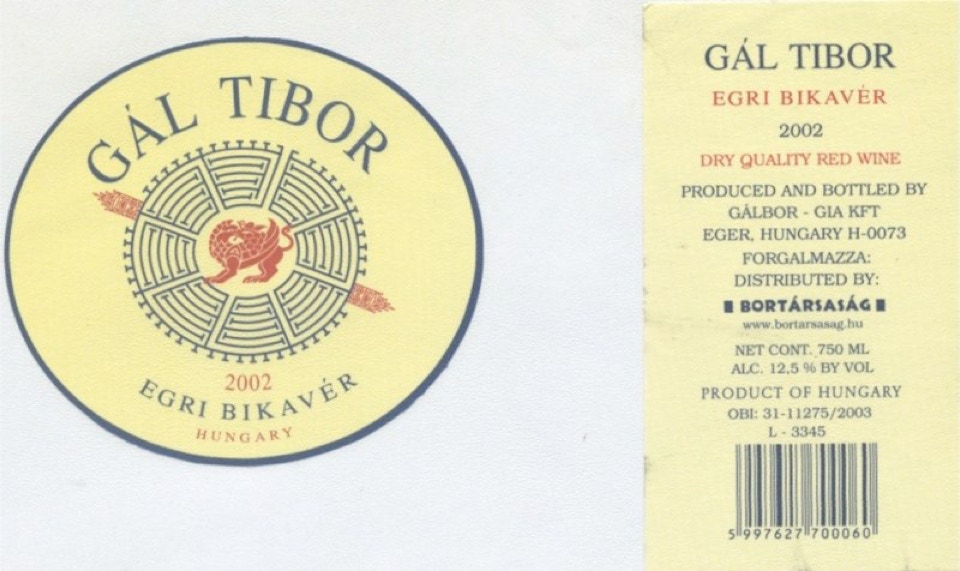 GÁL TIBOR
2002
EGRI BIKAVÉR
HUNGARY
GÁL TIBOR
EGRI BIKAVÉR
2002
DRY QUALITY RED WINE
PRODUCED AND BOTTLED BY
GÁLBOR - GIA KFT
EGER, HUNGARY H-0073
FORGALMAZZA:
DISTRIBUTED BY:
BORTÁRSASÁG
www.bortarsasag.hu
NET CONT. 750 ML
ALC. 12,5 % BY VOL
PRODUCT OF HUNGARY
OBI: 31-11275/2003
L - 3345
5 997627 700060